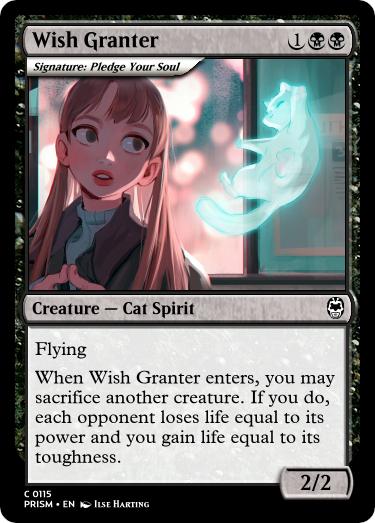 Wish Granter 1
Signature: Pledge Your Soul
Creature — Cat Spirit
Flying
When Wish Granter enters, you may
sacrifice another creature. If you do,
each opponent loses life equal to its
power and you gain life equal to its
toughness.
2/2
C 0115
PRISM • EN Ilse Harting